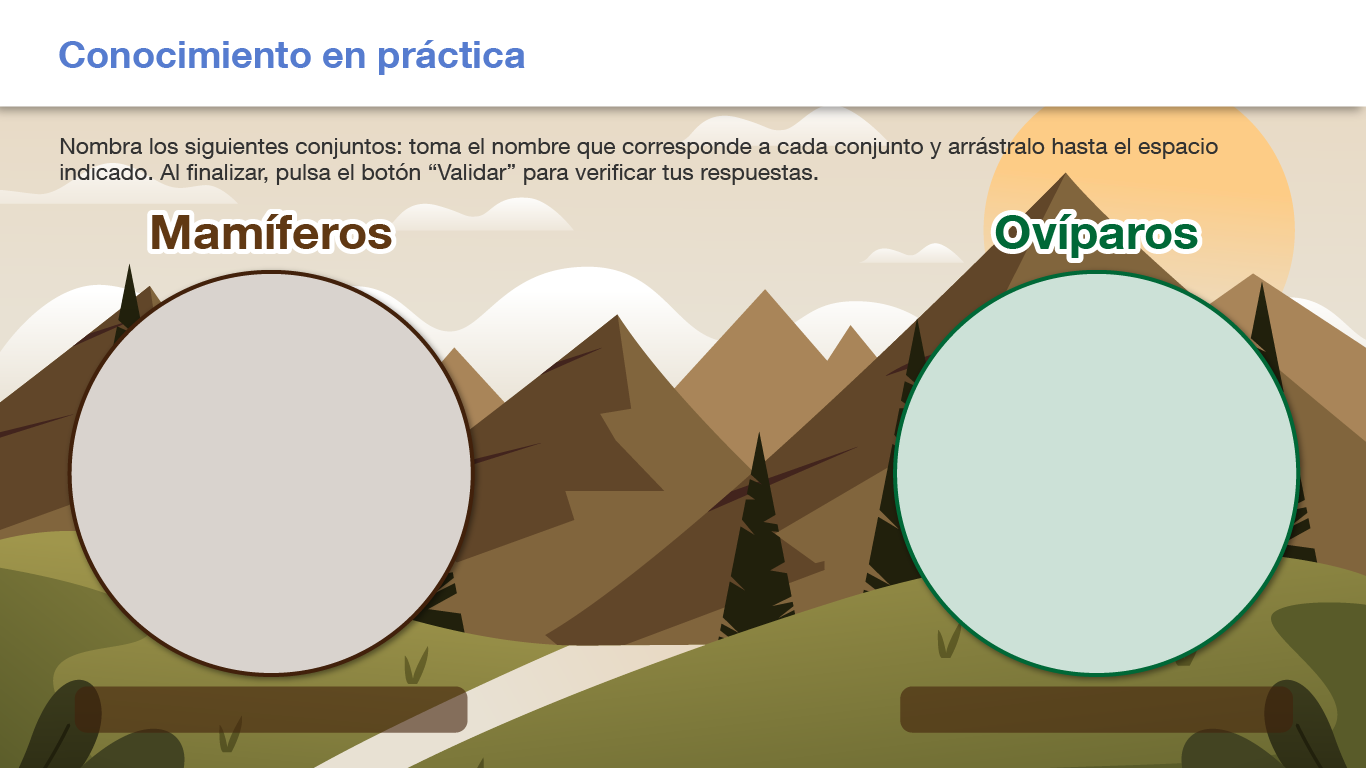 Conocimiento en práctica
Nombra los siguientes conjuntos: toma el nombre que corresponde a cada conjunto y arrástralo hasta el espacio
indicado. Al finalizar, pulsa el botón “Validar” para verificar tus respuestas.
Mamíferos
Ovíparos